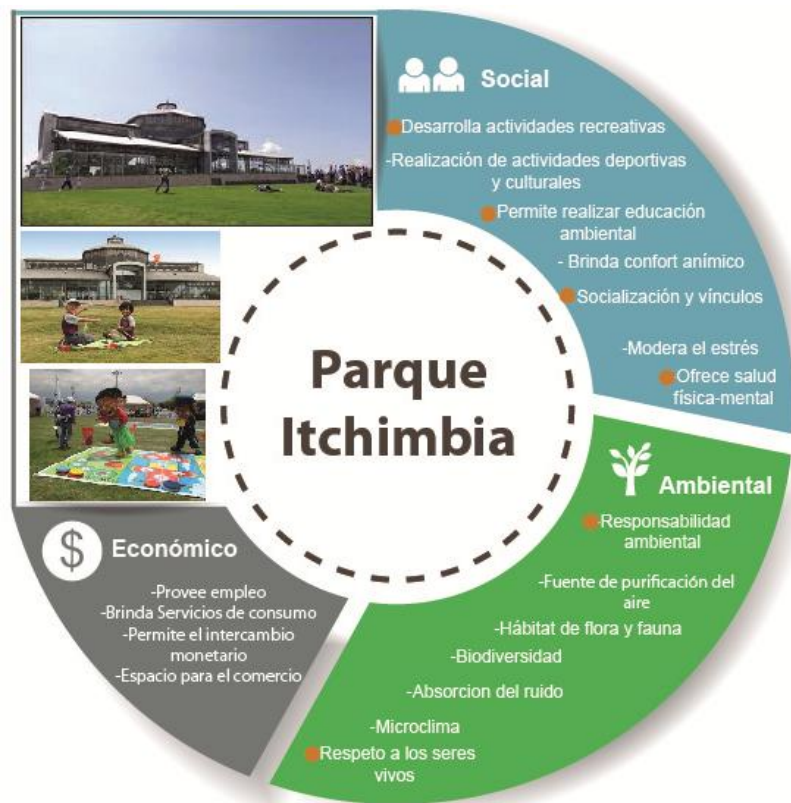 Social
Desarrolla actividades recreativas
-Realización de actividades deportivas
y culturales
Permite realizar educación
ambiental
- Brinda confort anímico
Socialización y vínculos
-Modera el estrés
Ofrece salud
física-mental
Parque
Itchimbia
Ambiental
-Responsabilidad
ambiental
-Fuente de purificación del
aire
-Hábitat de flora y fauna
-Biodiversidad
-Absorcion del ruido
-Microclima
Respeto a los seres
vivos
$
Económico
-Provee empleo
-Brinda Servicios de consumo
-Permite el intercambio
monetario
-Espacio para el comercio